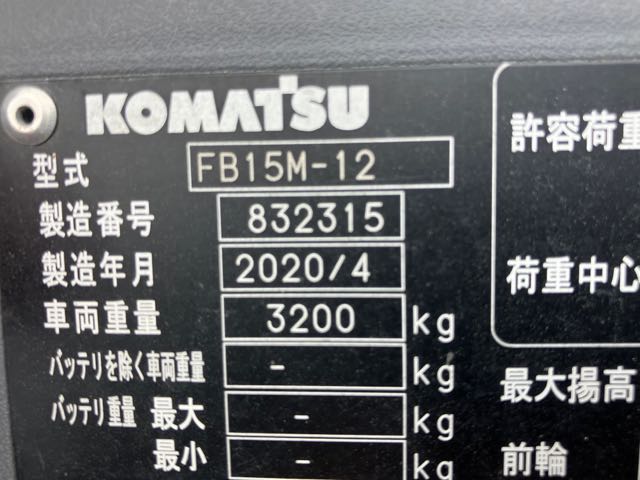 KOMATSU
型式 FB15M-12
製造番号 832315
製造年月 2020/4
車両重量 3200 kg
バッテリを除く車両重量 - kg
バッテリ重量 最大 - kg
最小 - kg
許容荷重
荷重中心
最大揚高
前輪